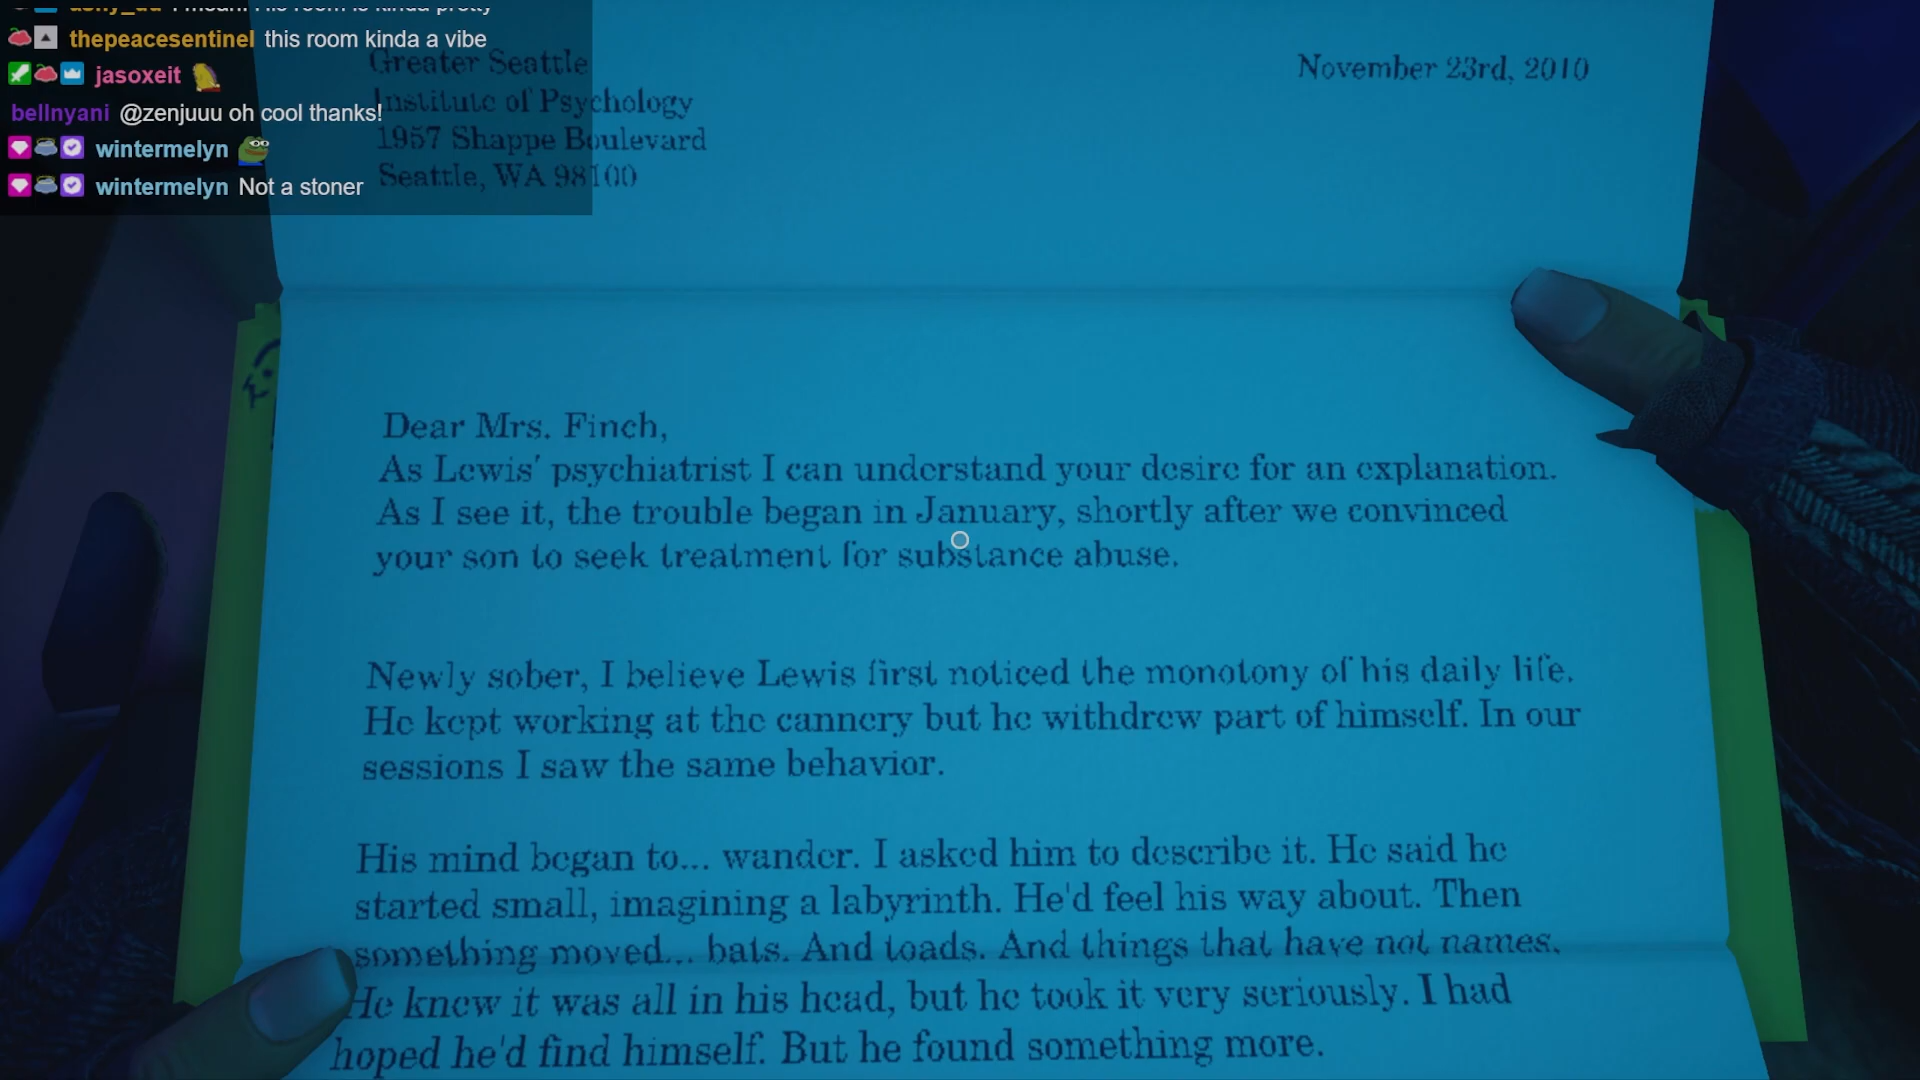 thepeacesentinel this room kinda a vibe
jasoxeit
bellnyani @zenjuuu oh cool thanks!
wintermelyn
wintermelyn Not a stoner
Greater Seattle
Institute of Psychology
1957 Shappe Boulevard
Seattle, WA 98100
November 23rd, 2010
Dear Mrs. Finch,
As Lewis' psychiatrist I can understand your desire for an explanation.
As I see it, the trouble began in January, shortly after we convinced
your son to seek treatment for substance abuse.
Newly sober, I believe Lewis first noticed the monotony of his daily life.
He kept working at the cannery but he withdrew part of himself. In our
sessions I saw the same behavior.
His mind began to... wander. I asked him to describe it. He said he
started small, imagining a labyrinth. He'd feel his way about. Then
something moved... bats. And toads. And things that have not names.
He knew it was all in his head, but he took it very seriously. I had
hoped he'd find himself. But he found something more.